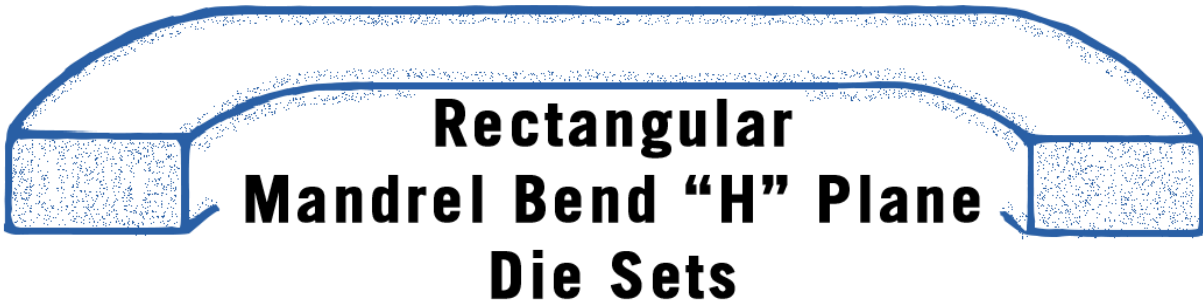 Rectangular
Mandrel Bend “H” Plane
Die Sets